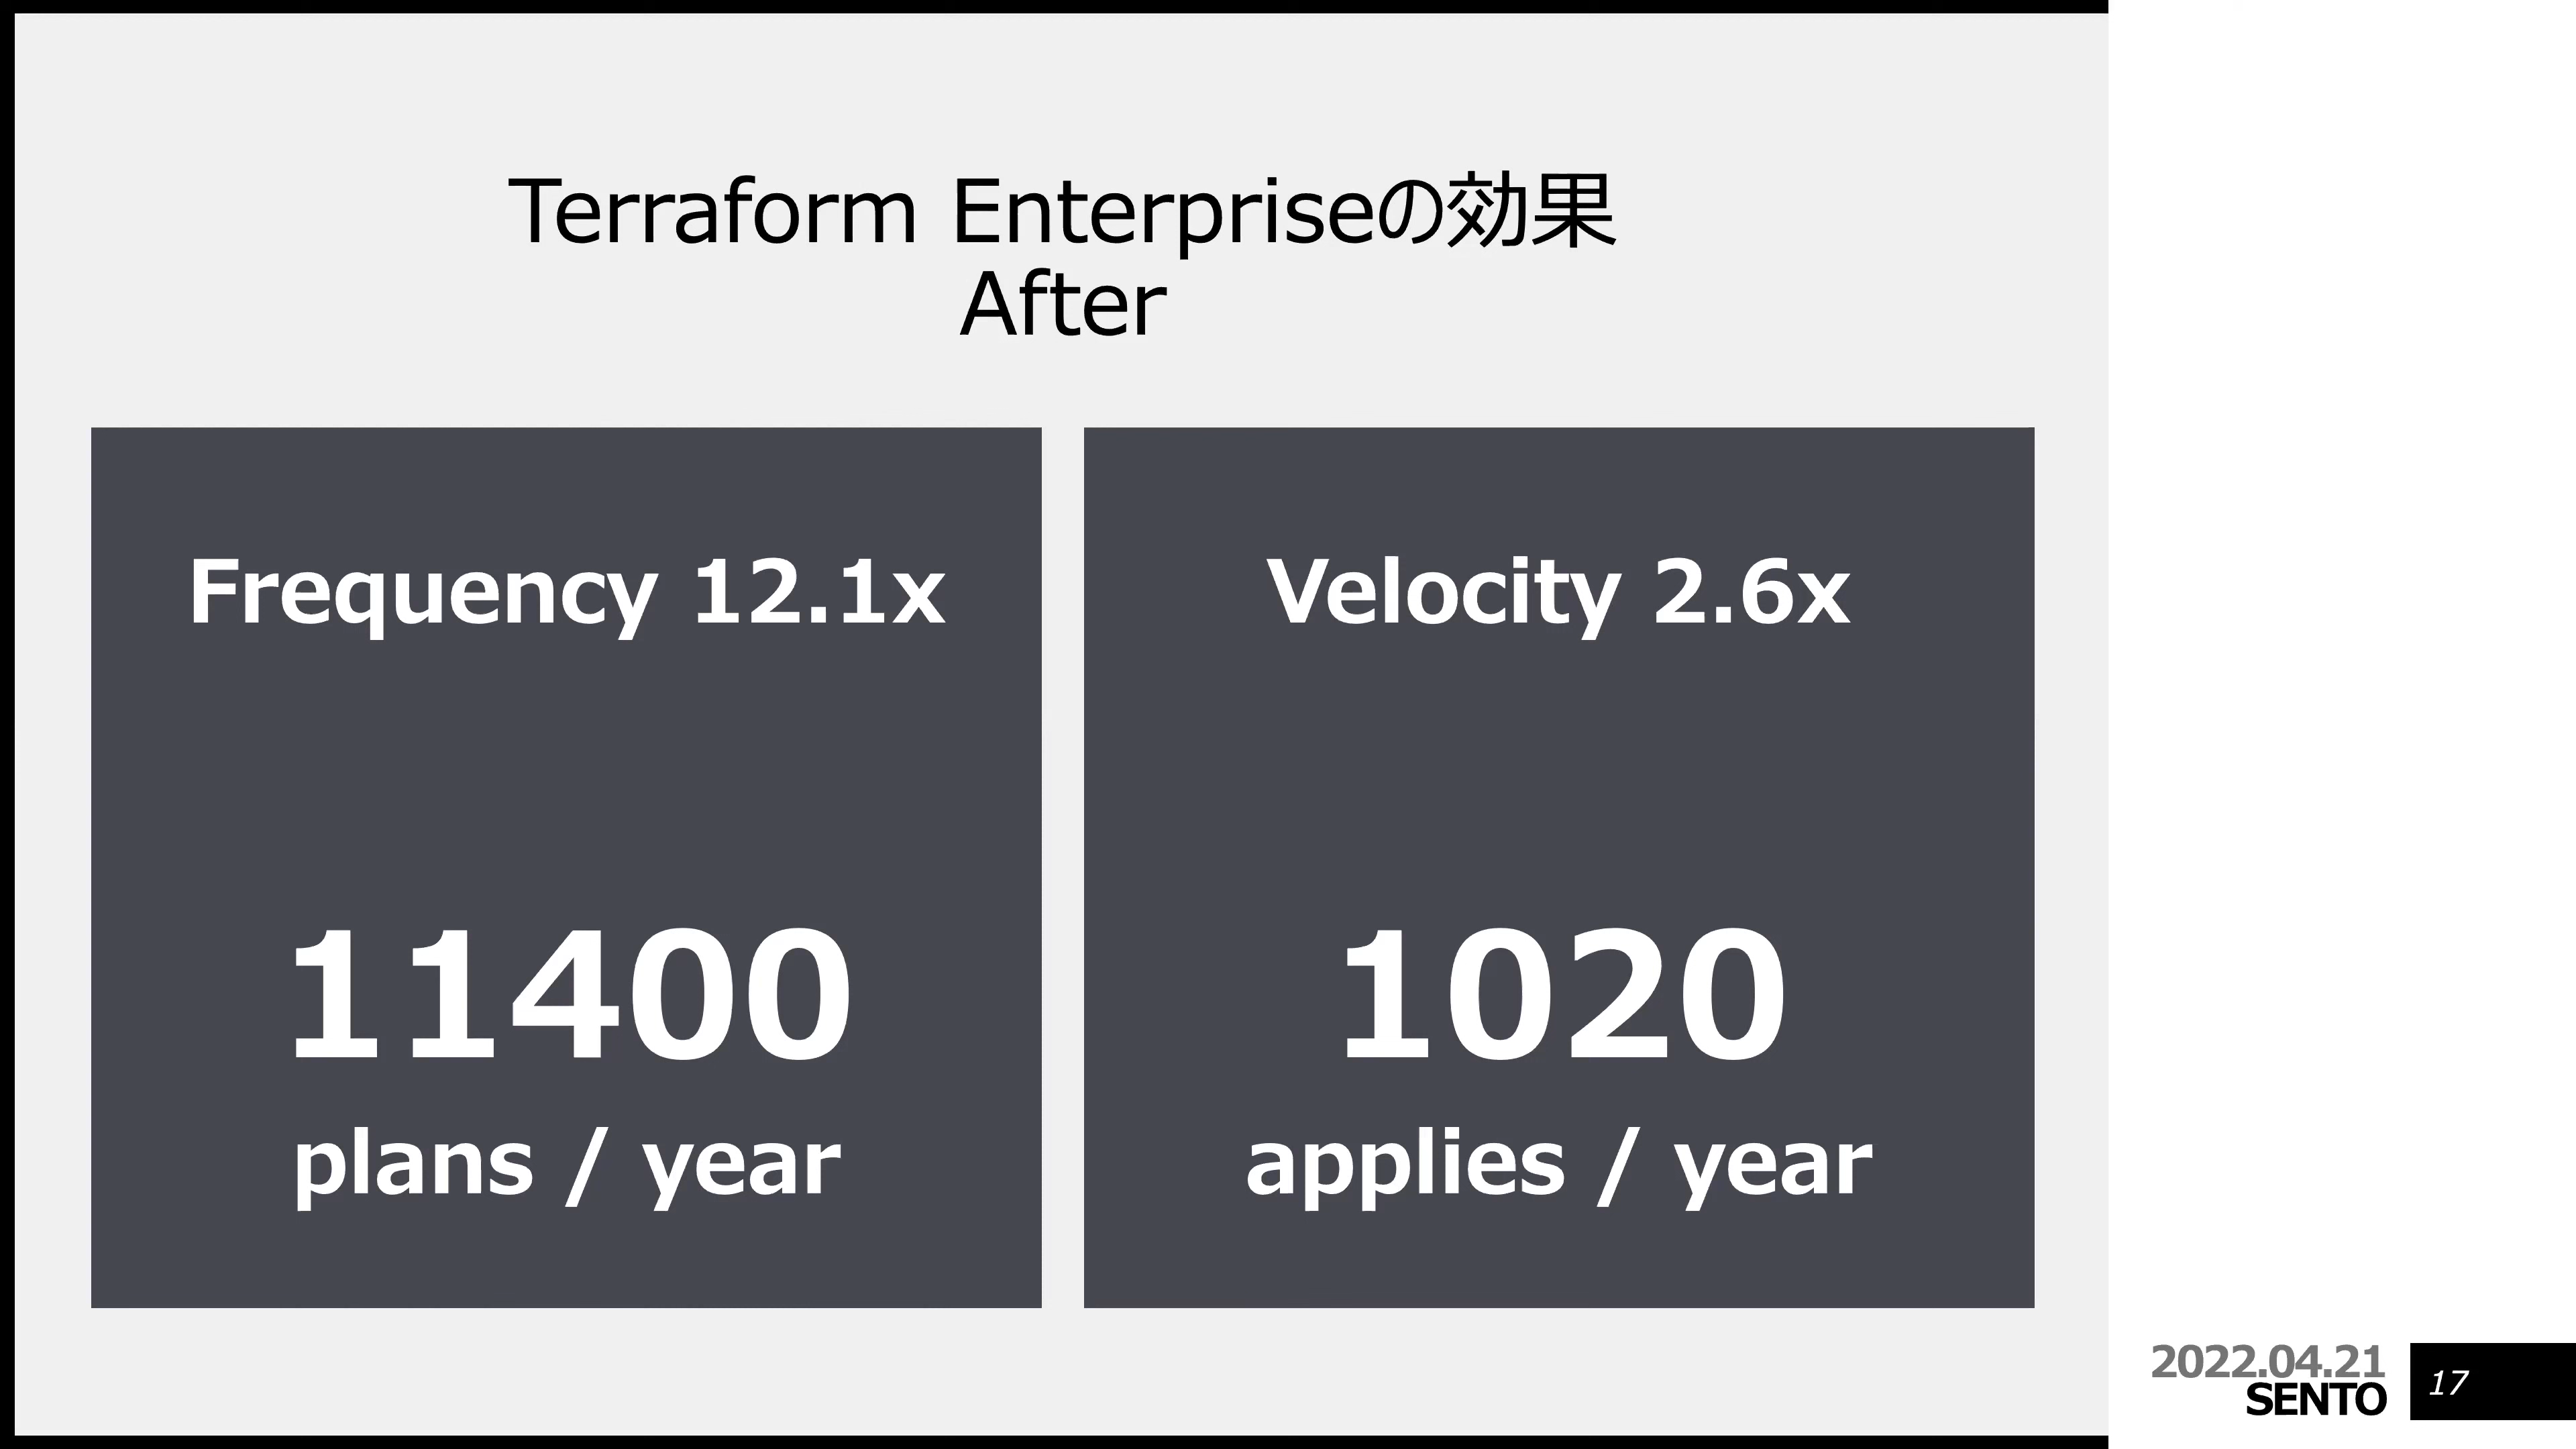 Terraform Enterpriseの効果
After
Frequency 12.1x
11400
plans / year
Velocity 2.6x
1020
applies / year
2022.04.21
SENTO
17